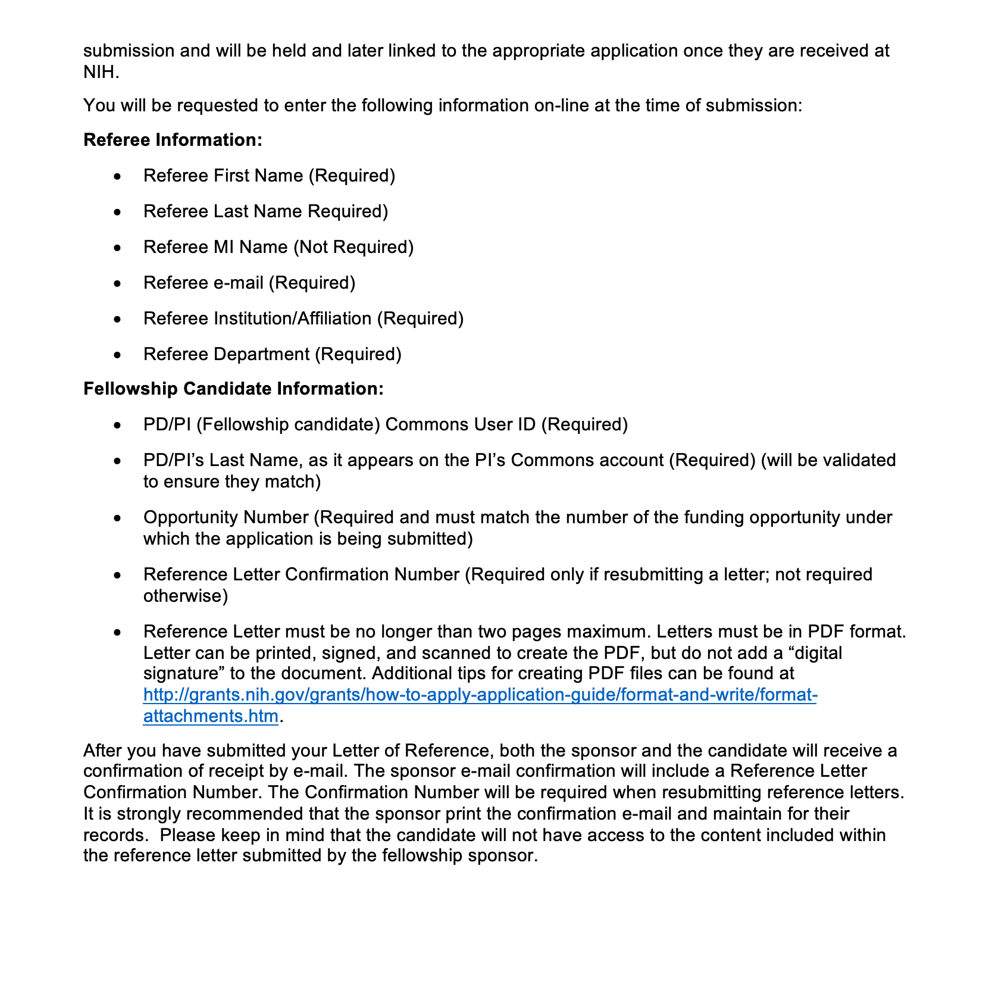 submission and will be held and later linked to the appropriate application once they are received at
NIH.
You will be requested to enter the following information on-line at the time of submission:
Referee Information:
• Referee First Name (Required)
• Referee Last Name Required)
• Referee MI Name (Not Required)
• Referee e-mail (Required)
• Referee Institution/Affiliation (Required)
• Referee Department (Required)
Fellowship Candidate Information:
• PD/PI (Fellowship candidate) Commons User ID (Required)
• PD/PI’s Last Name, as it appears on the PI’s Commons account (Required) (will be validated
to ensure they match)
• Opportunity Number (Required and must match the number of the funding opportunity under
which the application is being submitted)
• Reference Letter Confirmation Number (Required only if resubmitting a letter; not required
otherwise)
• Reference Letter must be no longer than two pages maximum. Letters must be in PDF format.
Letter can be printed, signed, and scanned to create the PDF, but do not add a “digital
signature” to the document. Additional tips for creating PDF files can be found at
http://grants.nih.gov/grants/how-to-apply-application-guide/format-and-write/format-
attachments.htm.
After you have submitted your Letter of Reference, both the sponsor and the candidate will receive a
confirmation of receipt by e-mail. The sponsor e-mail confirmation will include a Reference Letter
Confirmation Number. The Confirmation Number will be required when resubmitting reference letters.
It is strongly recommended that the sponsor print the confirmation e-mail and maintain for their
records.  Please keep in mind that the candidate will not have access to the content included within
the reference letter submitted by the fellowship sponsor.